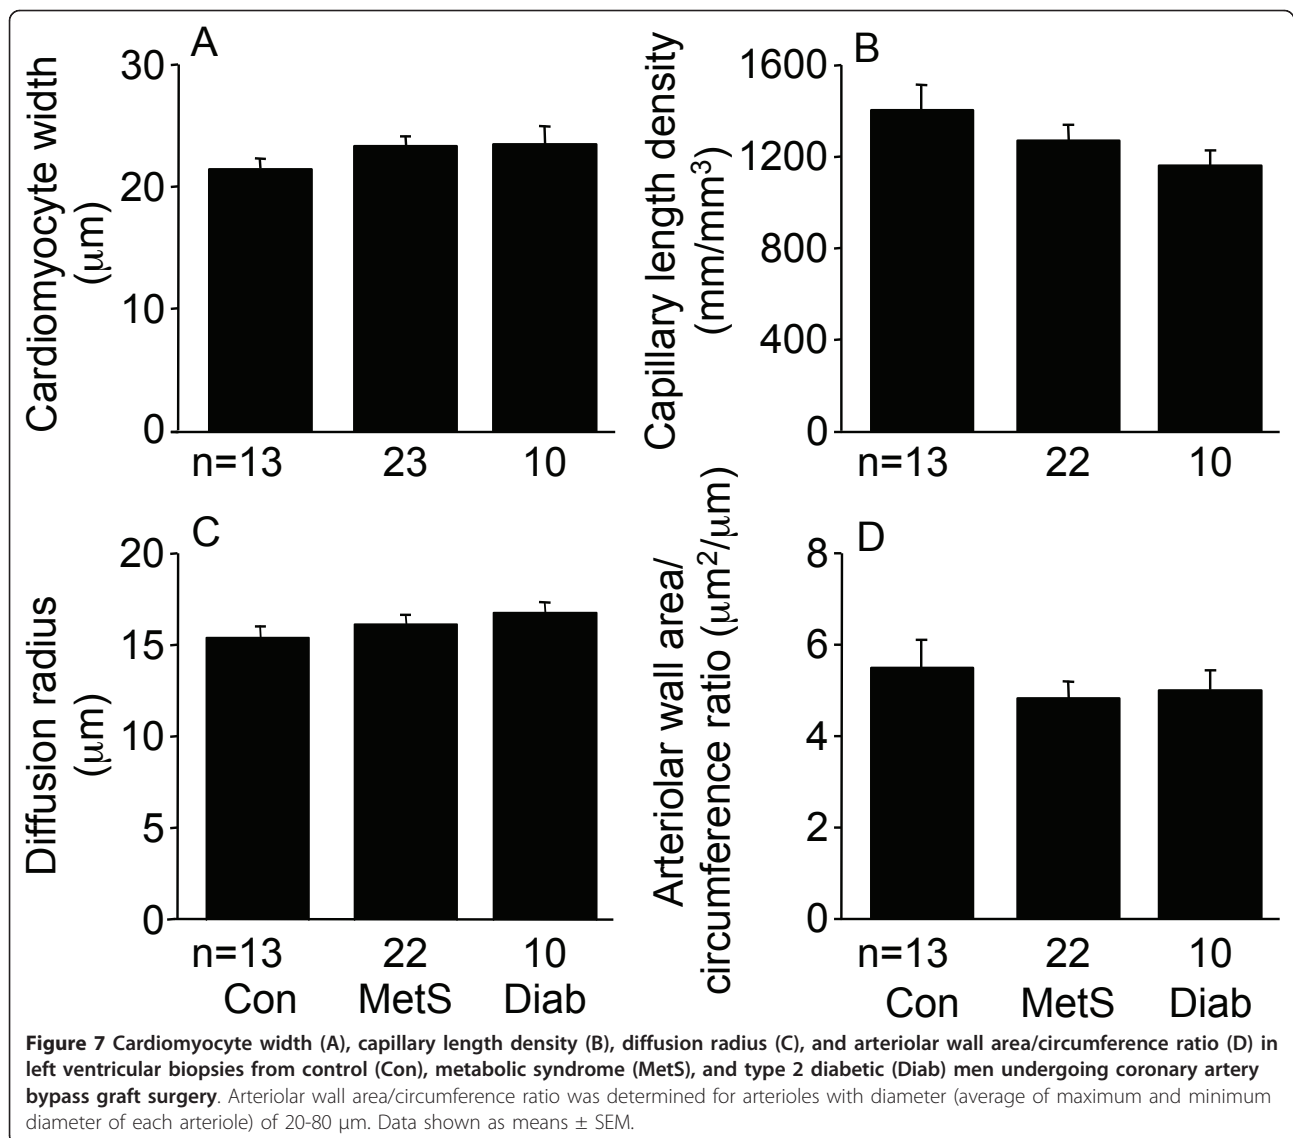 A
Cardiomyocyte width
(μm)
30
20
10
0
n=13 23 10
B
Capillary length density
(mm/mm³)
1600
1200
800
400
0
n=13 22 10
C
Diffusion radius
(μm)
20
15
10
5
0
n=13 22 10
Con MetS Diab
D
Arteriolar wall area/
circumference ratio (μm²/μm)
8
6
4
2
0
n=13 22 10
Con MetS Diab
Figure 7 Cardiomyocyte width (A), capillary length density (B), diffusion radius (C), and arteriolar wall area/circumference ratio (D) in
left ventricular biopsies from control (Con), metabolic syndrome (MetS), and type 2 diabetic (Diab) men undergoing coronary artery
bypass graft surgery. Arteriolar wall area/circumference ratio was determined for arterioles with diameter (average of maximum and minimum
diameter of each arteriole) of 20-80 μm. Data shown as means ± SEM.